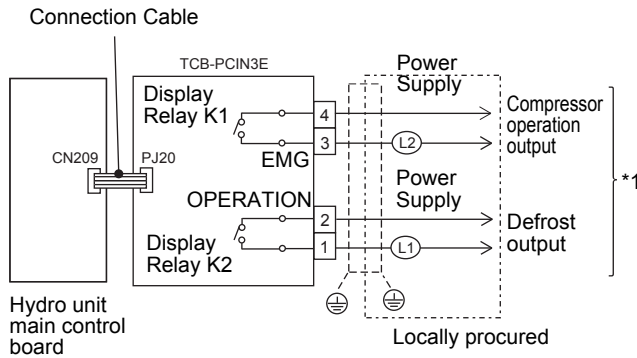 Connection Cable
TCB-PCIN3E
Power
Supply
Display
Relay K1
4
Compressor
operation
output
3
L2
EMG
CN209
PJ20
*1
OPERATION
Power
Supply
2
Defrost
output
Display
Relay K2
1
L1
Hydro unit
main control
board
Locally procured